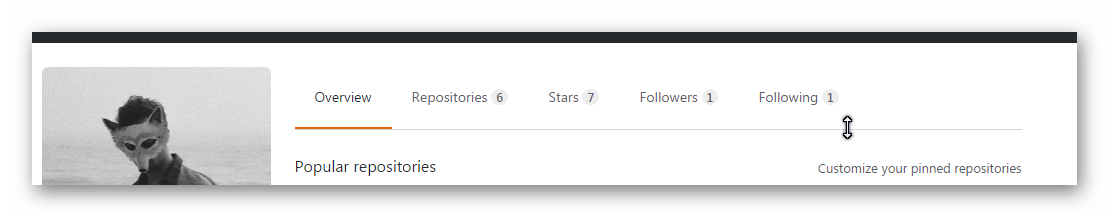 Overview Repositories 6 Stars 7 Followers 1 Following 1
Popular repositories Customize your pinned repositories